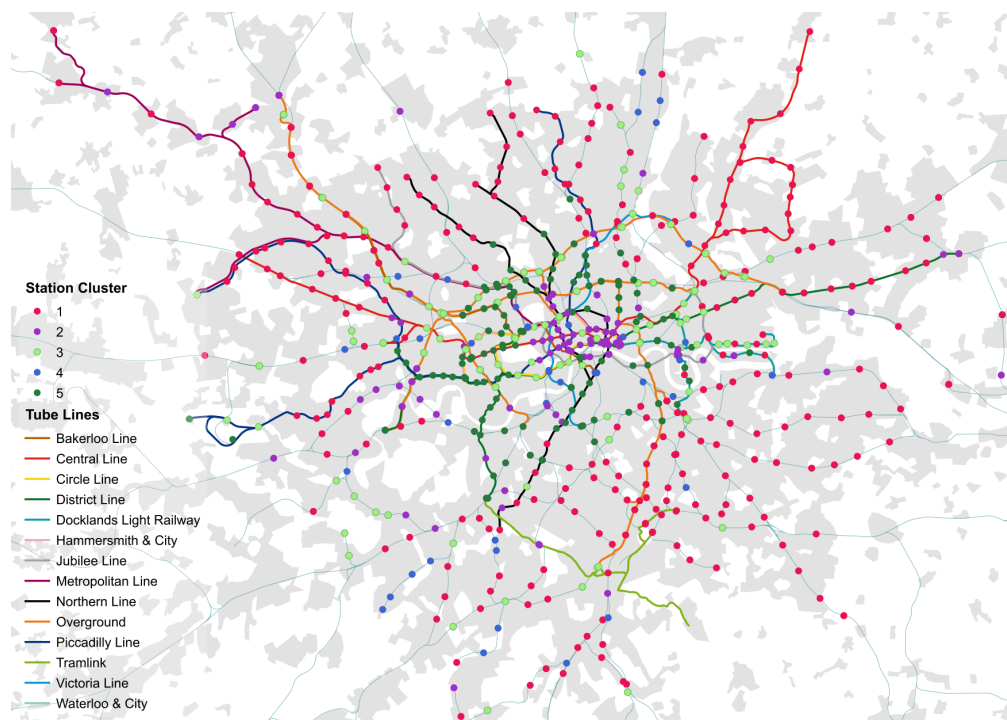 Station Cluster
1
2
3
4
5
Tube Lines
Bakerloo Line
Central Line
Circle Line
District Line
Docklands Light Railway
Hammersmith & City
Jubilee Line
Metropolitan Line
Northern Line
Overground
Piccadilly Line
Tramlink
Victoria Line
Waterloo & City